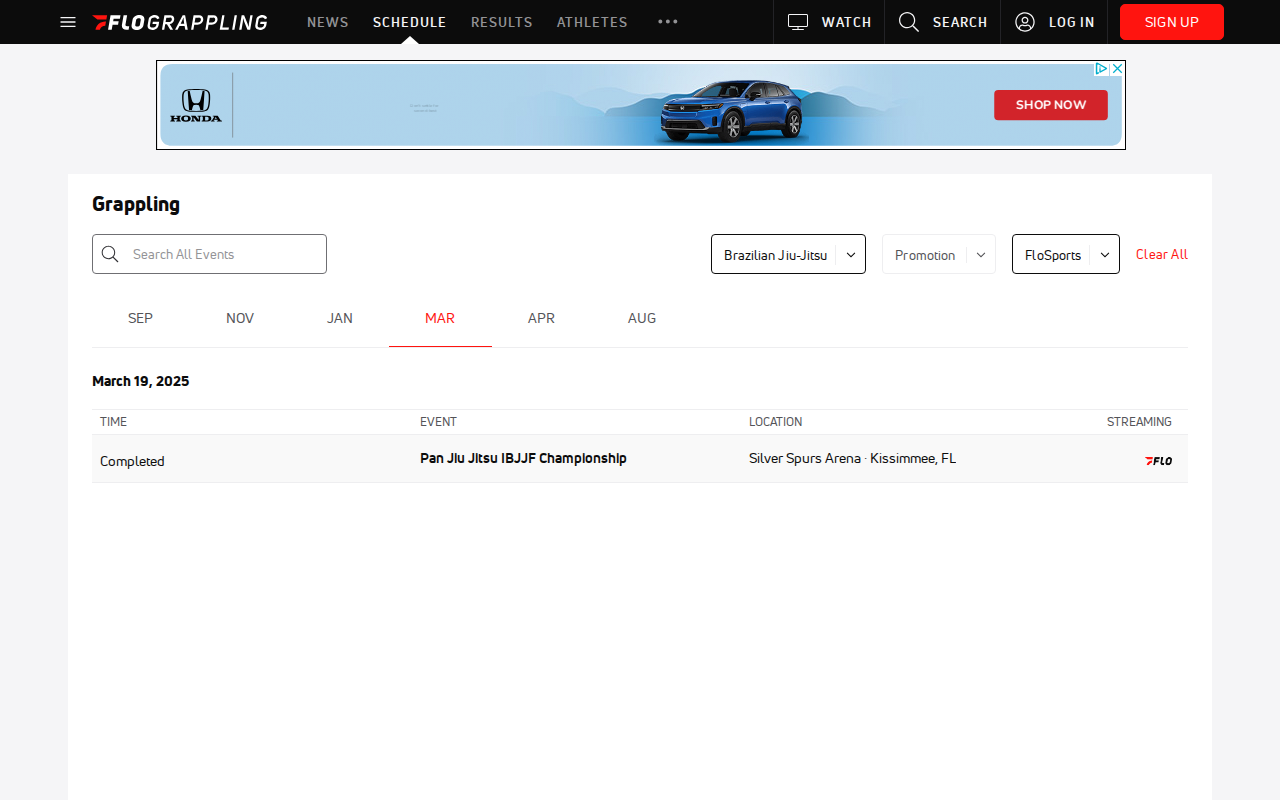 FLOGRAPPLING NEWS SCHEDULE RESULTS ATHLETES WATCH SEARCH LOG IN SIGN UP
HONDA SHOP NOW
Grappling
Search All Events Brazilian Jiu-Jitsu Promotion FloSports Clear All
SEP NOV JAN MAR APR AUG
March 19, 2025
TIME EVENT LOCATION STREAMING
Completed Pan Jiu Jitsu IBJJF Championship Silver Spurs Arena · Kissimmee, FL FLO